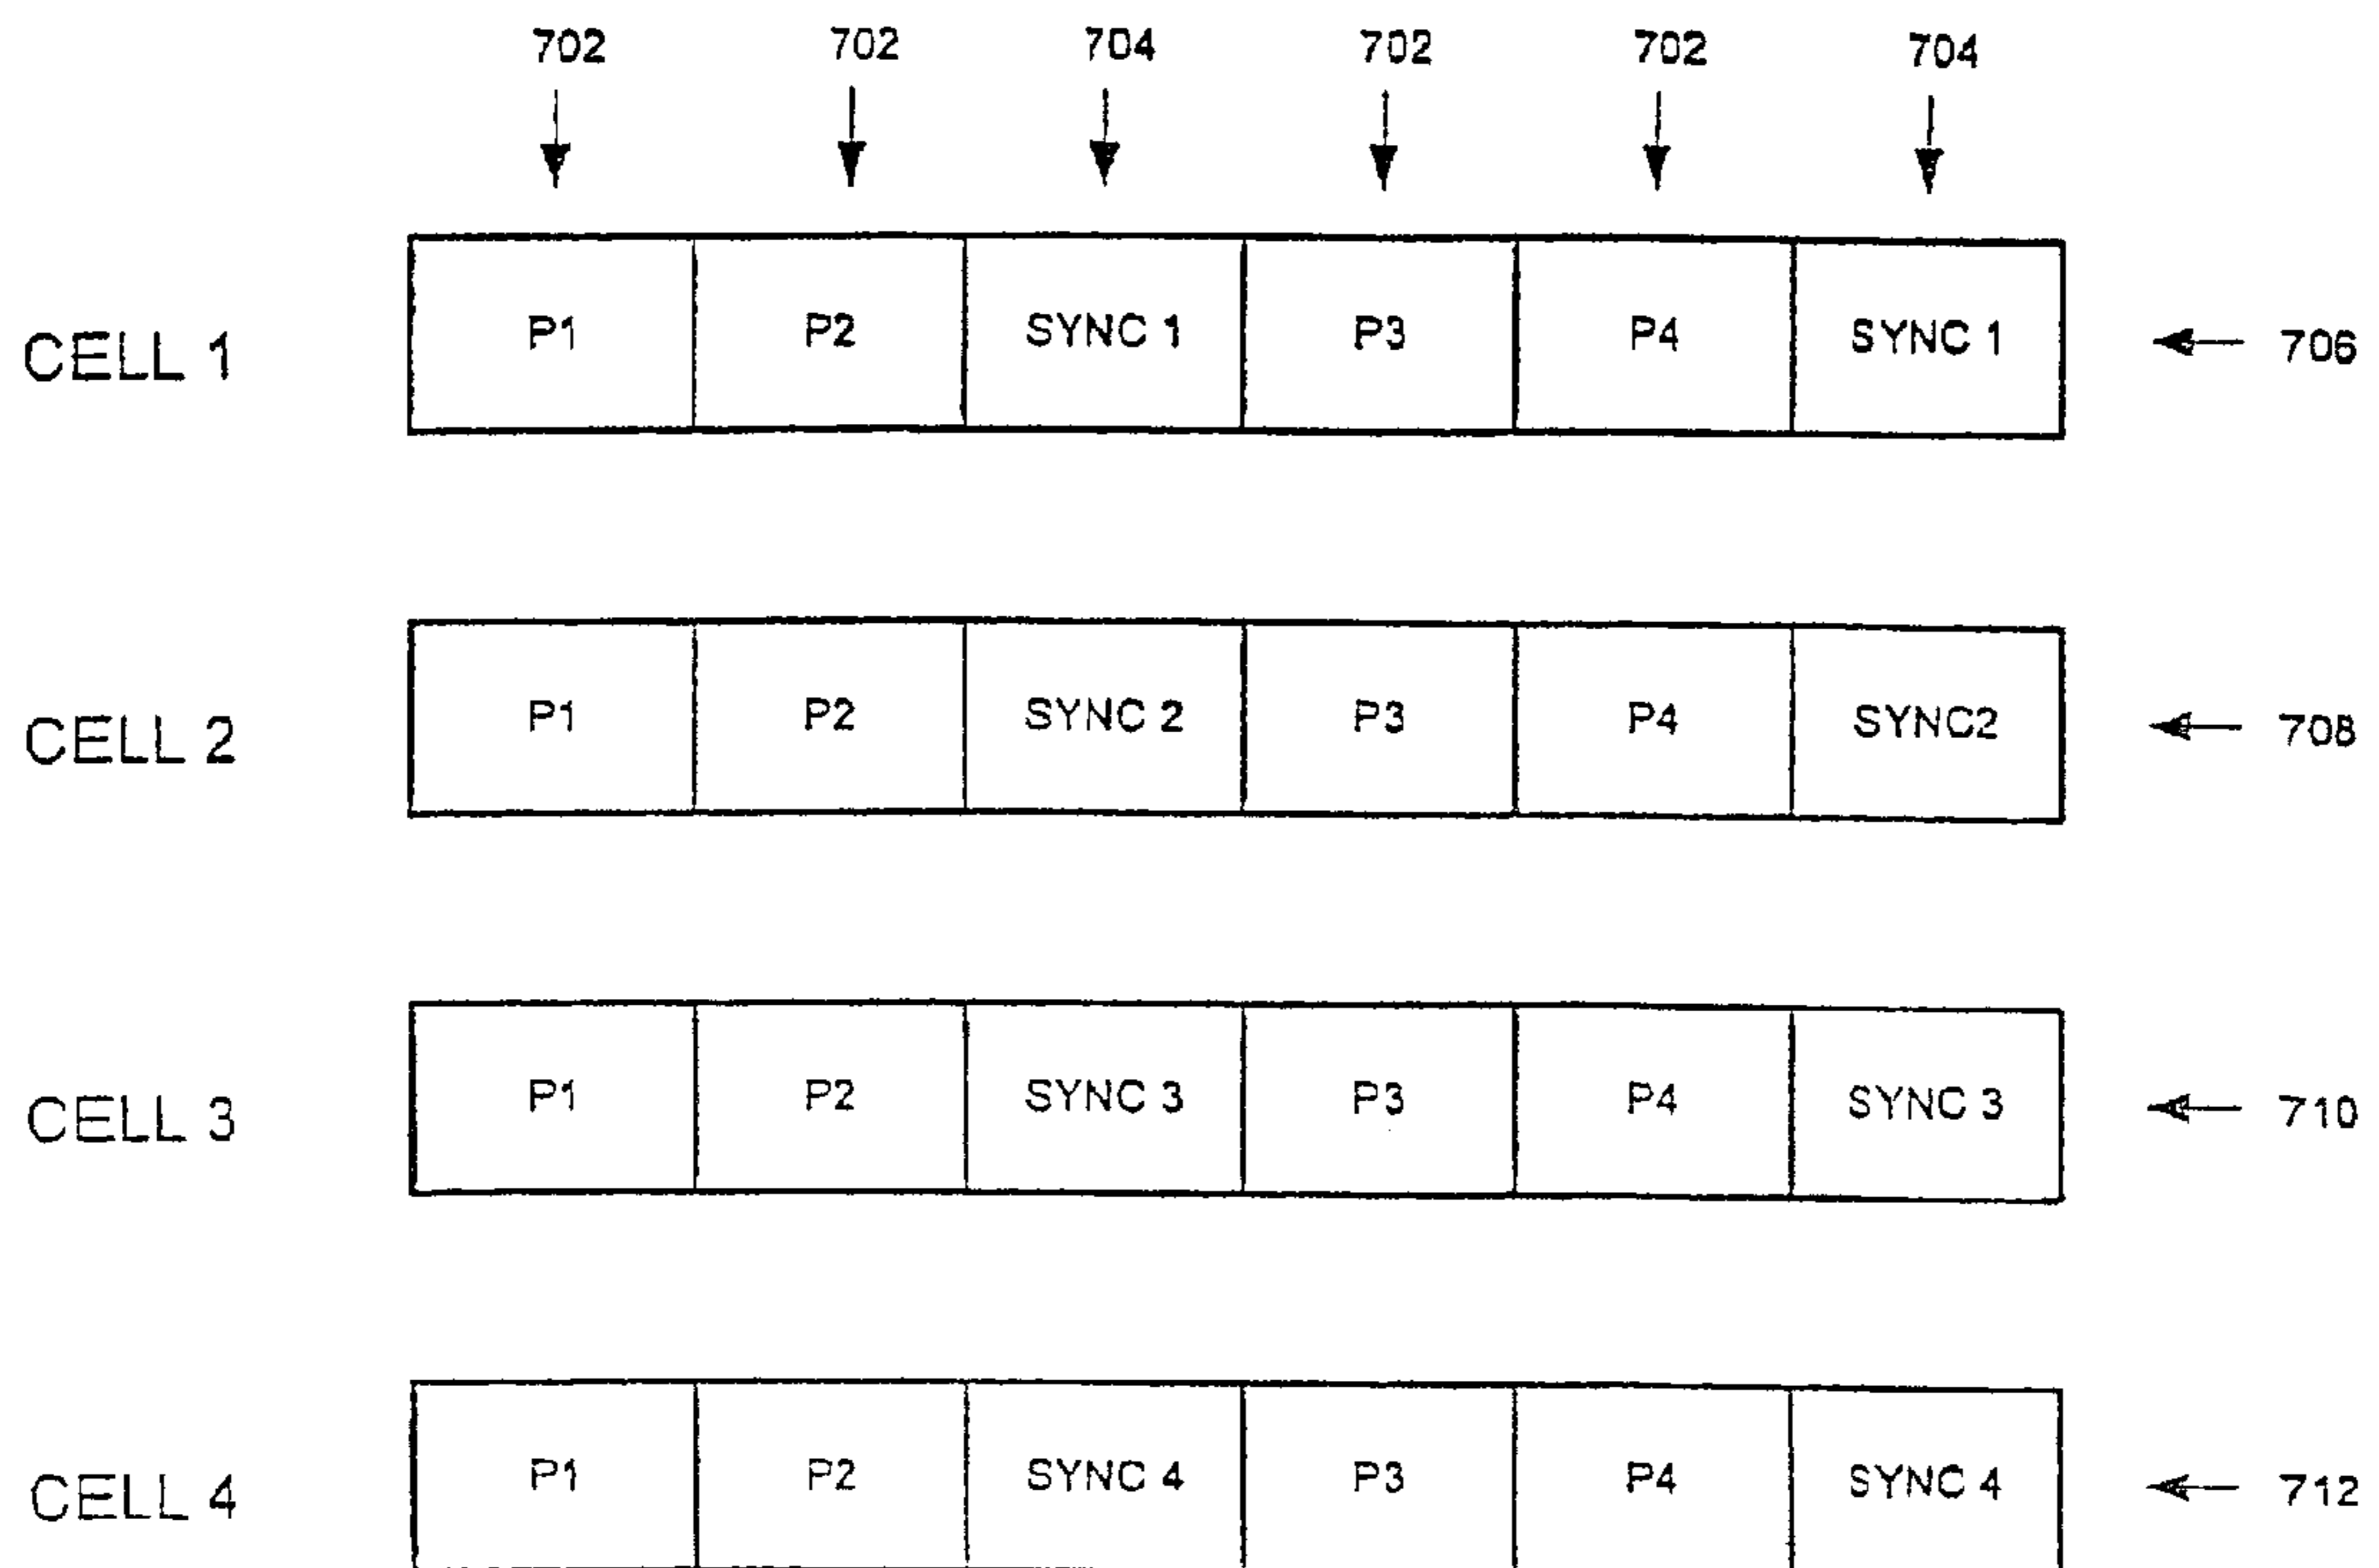 702 702 704 702 702 704
CELL 1 P1 P2 SYNC 1 P3 P4 SYNC 1 706
CELL 2 P1 P2 SYNC 2 P3 P4 SYNC2 708
CELL 3 P1 P2 SYNC 3 P3 P4 SYNC 3 710
CELL 4 P1 P2 SYNC 4 P3 P4 SYNC 4 712